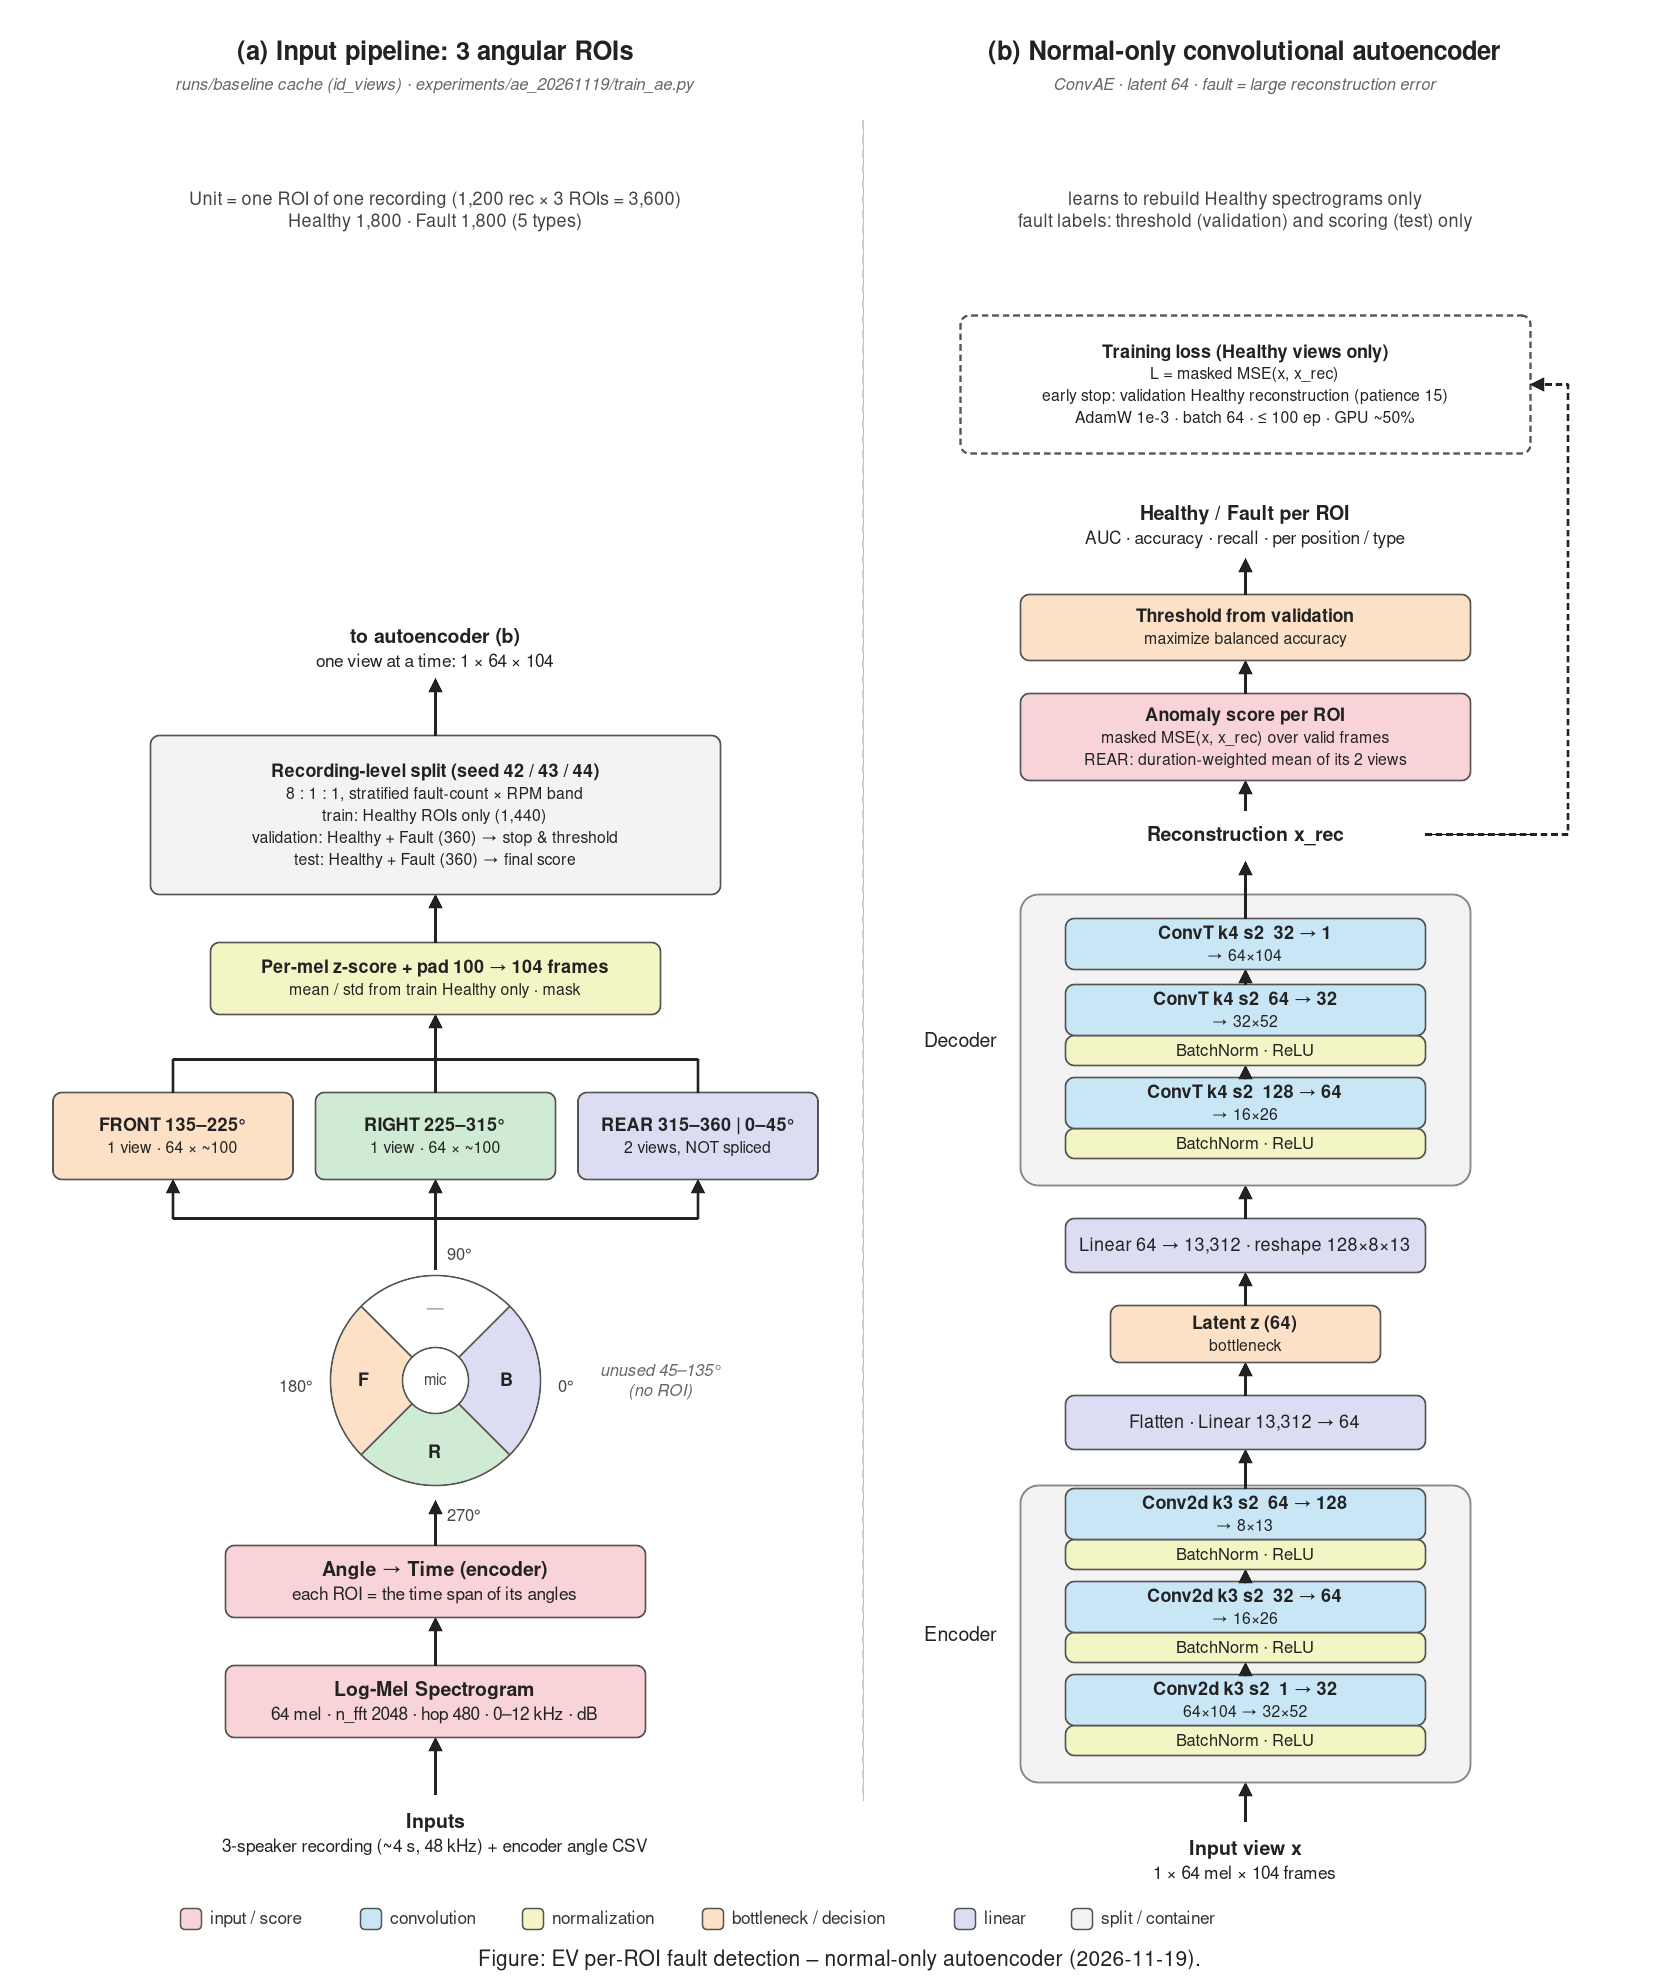 (a) Input pipeline: 3 angular ROIs
runs/baseline cache (id_views) · experiments/ae_20261119/train_ae.py
Unit = one ROI of one recording (1,200 rec × 3 ROIs = 3,600)
Healthy 1,800 · Fault 1,800 (5 types)
to autoencoder (b)
one view at a time: 1 × 64 × 104
Recording-level split (seed 42 / 43 / 44)
8 : 1 : 1, stratified fault-count × RPM band
train: Healthy ROIs only (1,440)
validation: Healthy + Fault (360) → stop & threshold
test: Healthy + Fault (360) → final score
Per-mel z-score + pad 100 → 104 frames
mean / std from train Healthy only · mask
FRONT 135–225°
1 view · 64 × ~100
RIGHT 225–315°
1 view · 64 × ~100
REAR 315–360 | 0–45°
2 views, NOT spliced
90°
—
180°
F
mic
B
0°
unused 45–135°
(no ROI)
R
270°
Angle → Time (encoder)
each ROI = the time span of its angles
Log-Mel Spectrogram
64 mel · n_fft 2048 · hop 480 · 0–12 kHz · dB
Inputs
3-speaker recording (~4 s, 48 kHz) + encoder angle CSV
(b) Normal-only convolutional autoencoder
ConvAE · latent 64 · fault = large reconstruction error
learns to rebuild Healthy spectrograms only
fault labels: threshold (validation) and scoring (test) only
Training loss (Healthy views only)
L = masked MSE(x, x_rec)
early stop: validation Healthy reconstruction (patience 15)
AdamW 1e-3 · batch 64 · ≤ 100 ep · GPU ~50%
Healthy / Fault per ROI
AUC · accuracy · recall · per position / type
Threshold from validation
maximize balanced accuracy
Anomaly score per ROI
masked MSE(x, x_rec) over valid frames
REAR: duration-weighted mean of its 2 views
Reconstruction x_rec
ConvT k4 s2 32 → 1
→ 64×104
ConvT k4 s2 64 → 32
→ 32×52
BatchNorm · ReLU
Decoder
ConvT k4 s2 128 → 64
→ 16×26
BatchNorm · ReLU
Linear 64 → 13,312 · reshape 128×8×13
Latent z (64)
bottleneck
Flatten · Linear 13,312 → 64
Conv2d k3 s2 64 → 128
→ 8×13
BatchNorm · ReLU
Conv2d k3 s2 32 → 64
→ 16×26
Encoder
BatchNorm · ReLU
Conv2d k3 s2 1 → 32
64×104 → 32×52
BatchNorm · ReLU
Input view x
1 × 64 mel × 104 frames
input / score
convolution
normalization
bottleneck / decision
linear
split / container
Figure: EV per-ROI fault detection – normal-only autoencoder (2026-11-19).